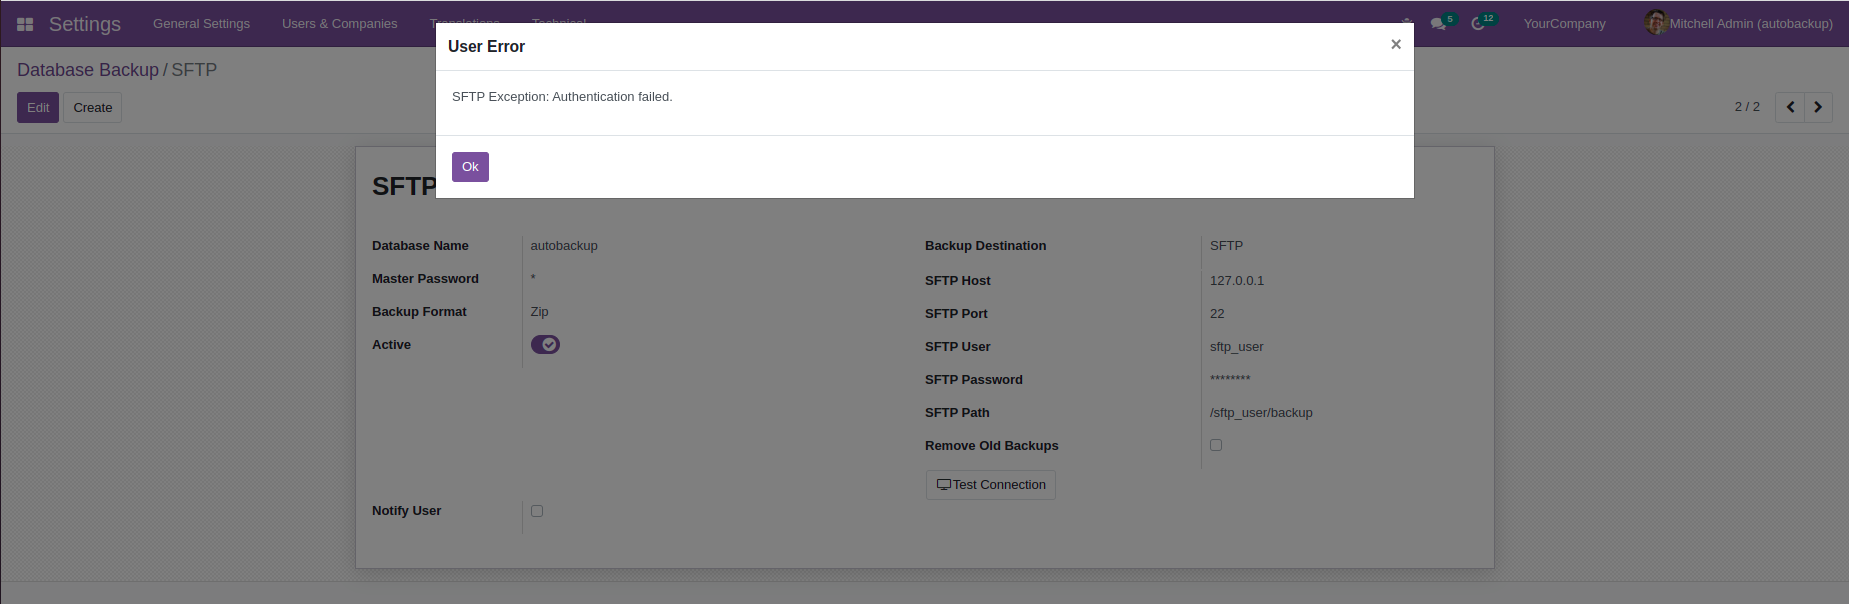 Settings General Settings Users & Companies Translations Technical 5 12 YourCompany Mitchell Admin (autobackup)
User Error ×
Database Backup / SFTP
SFTP Exception: Authentication failed.
Edit Create 2 / 2
Ok
SFTP
Database Name autobackup Backup Destination SFTP
Master Password * SFTP Host 127.0.0.1
Backup Format Zip SFTP Port 22
Active SFTP User sftp_user
SFTP Password ********
SFTP Path /sftp_user/backup
Remove Old Backups
Test Connection
Notify User